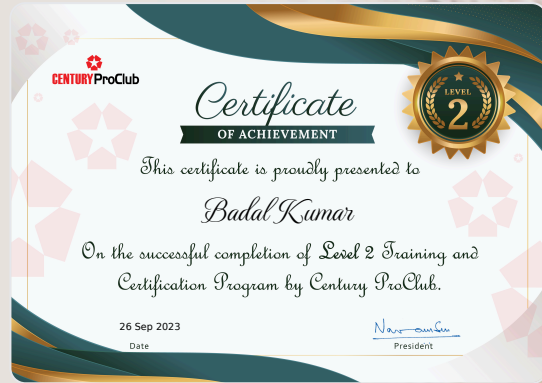 CENTURY ProClub
Certificate
OF ACHIEVEMENT
LEVEL
2
This certificate is proudly presented to
Badal Kumar
On the successful completion of Level 2 Training and
Certification Program by Century ProClub.
26 Sep 2023
Date
President